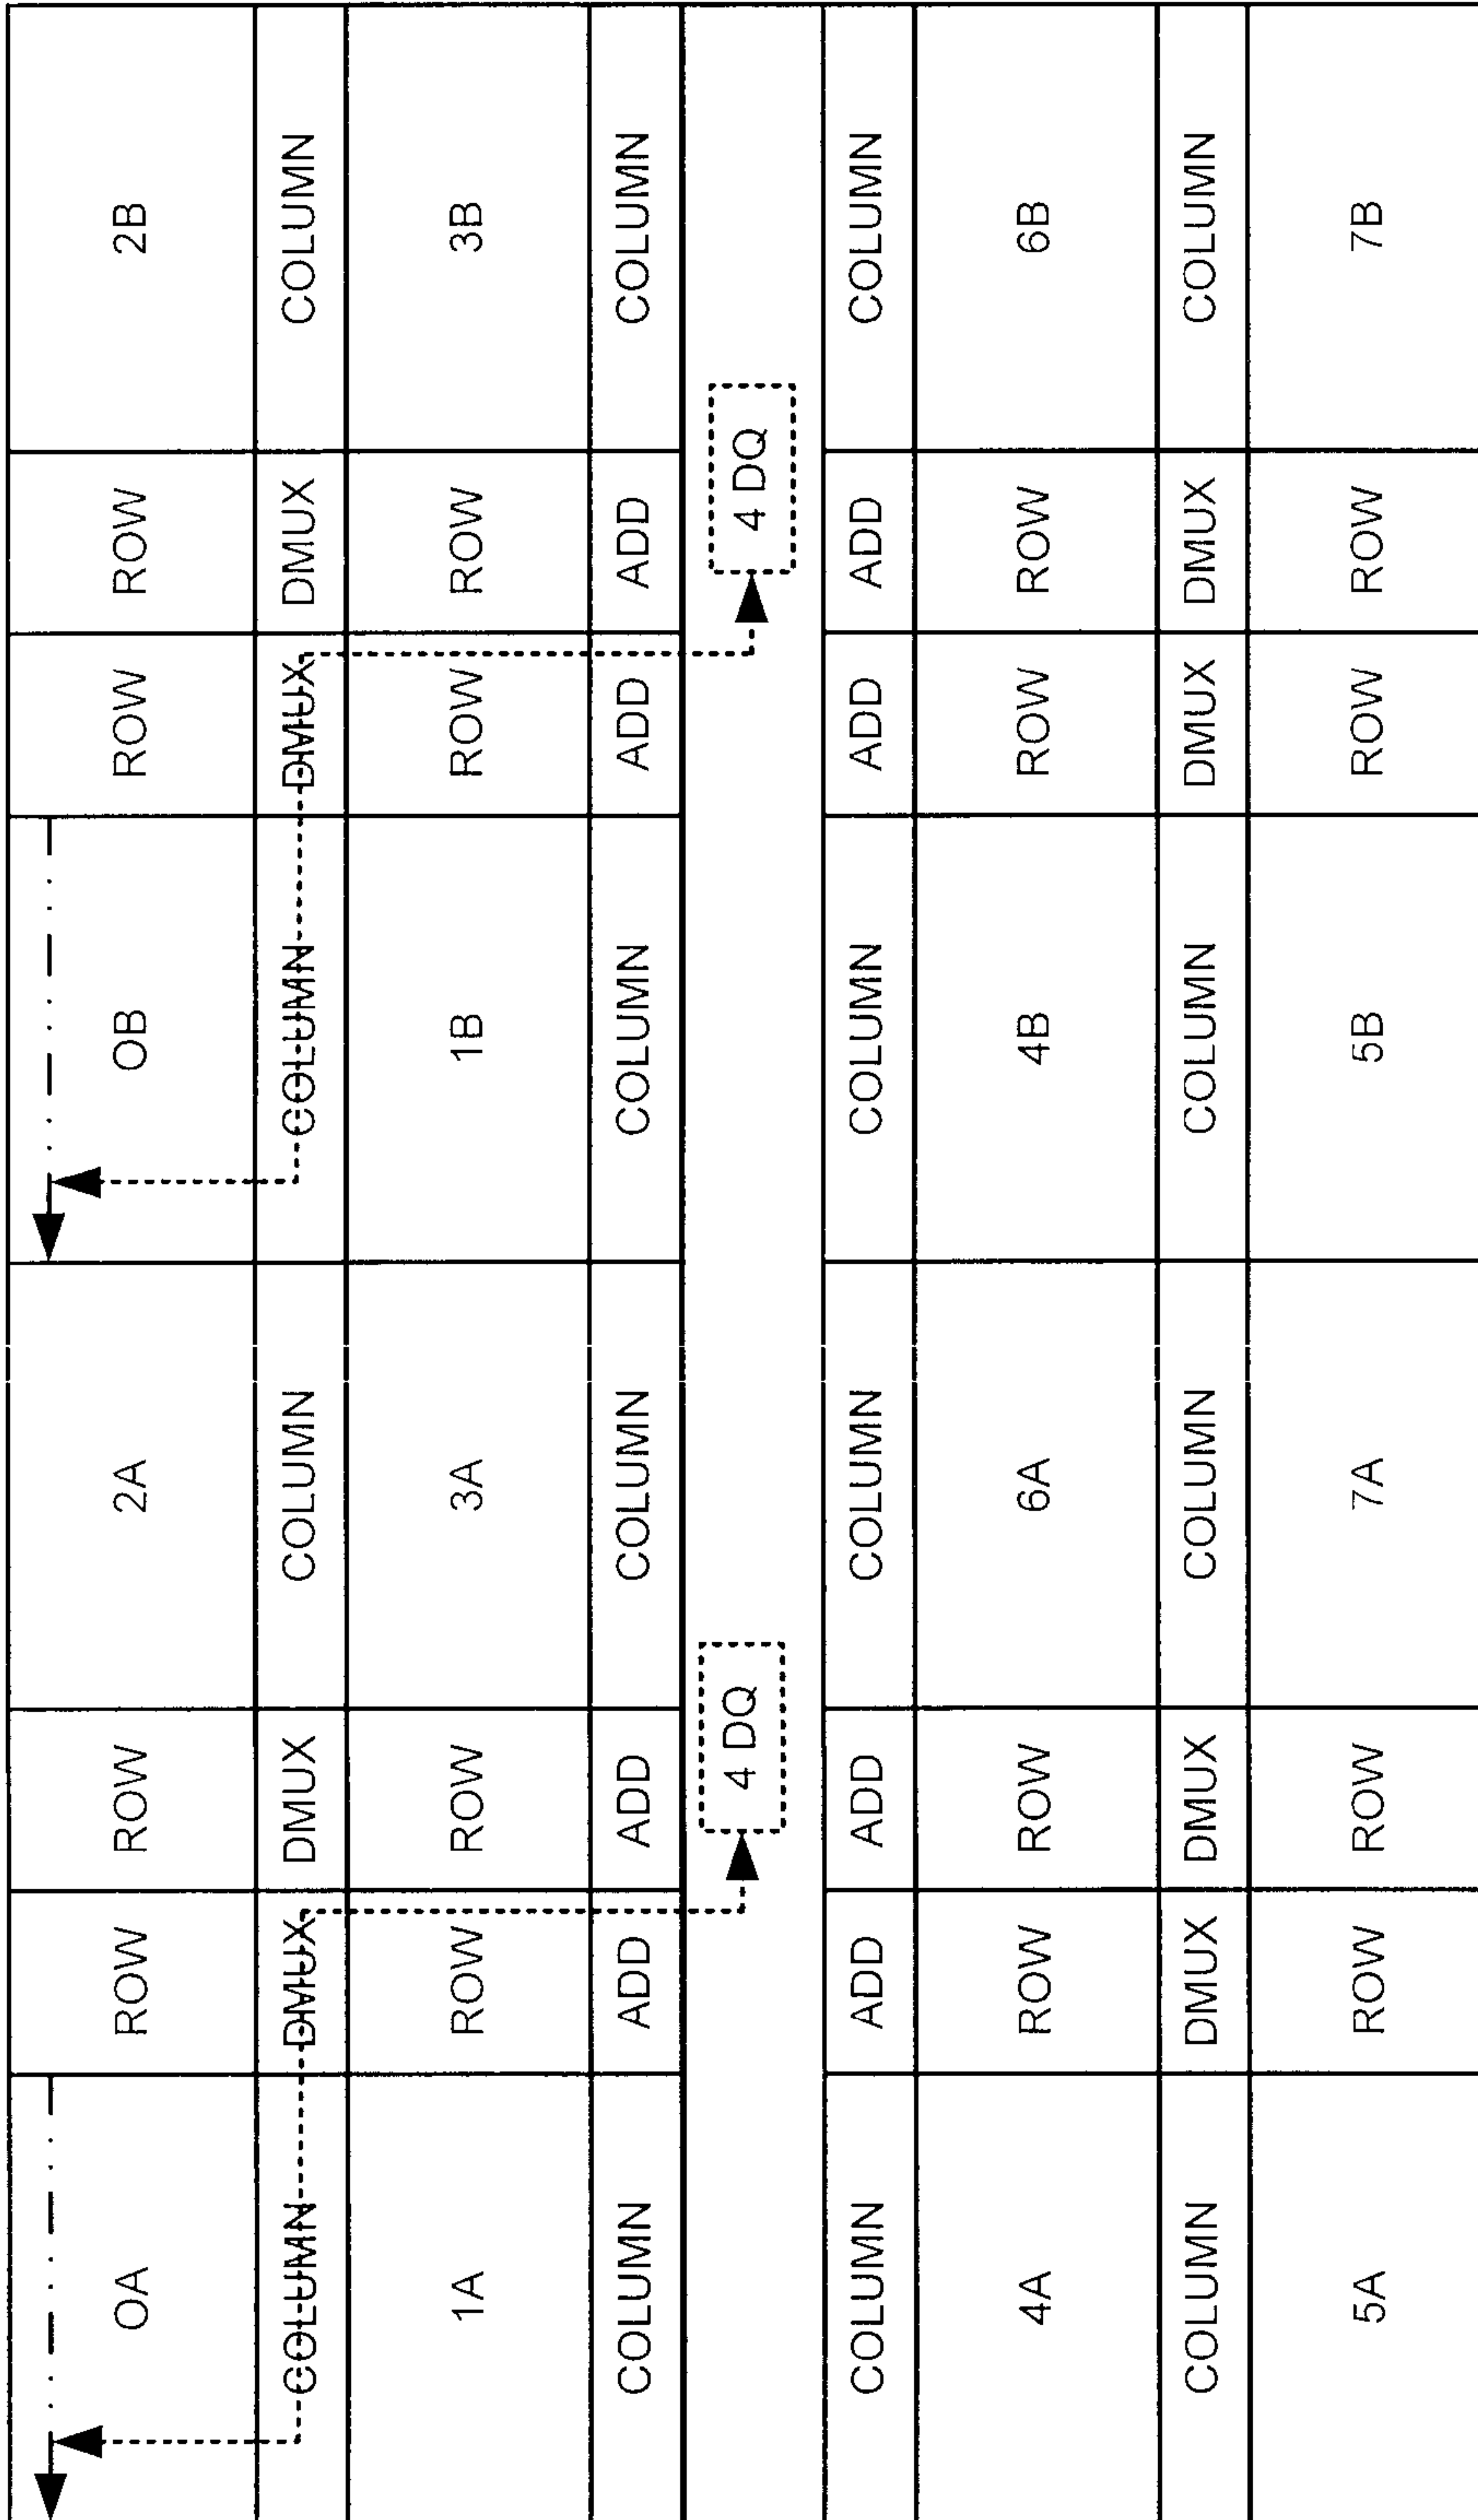 OA ROW ROW 2A OB ROW ROW 2B
COLUMN DMUX DMUX COLUMN COLUMN DMUX DMUX COLUMN
1A ROW ROW 3A 1B ROW ROW 3B
COLUMN ADD ADD COLUMN COLUMN ADD ADD COLUMN
4 DQ 4 DQ
COLUMN ADD ADD COLUMN COLUMN ADD ADD COLUMN
4A ROW ROW 6A 4B ROW ROW 6B
COLUMN DMUX DMUX COLUMN COLUMN DMUX DMUX COLUMN
5A ROW ROW 7A 5B ROW ROW 7B